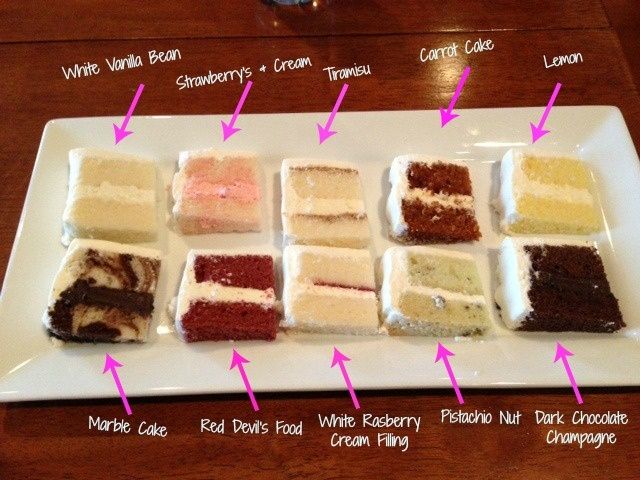 White Vanilla Bean
Strawberry's & Cream
Tiramisu
Carrot Cake
Lemon
Marble Cake
Red Devil's Food
White Rasberry
Cream Filling
Pistachio Nut
Dark Chocolate
Champagne